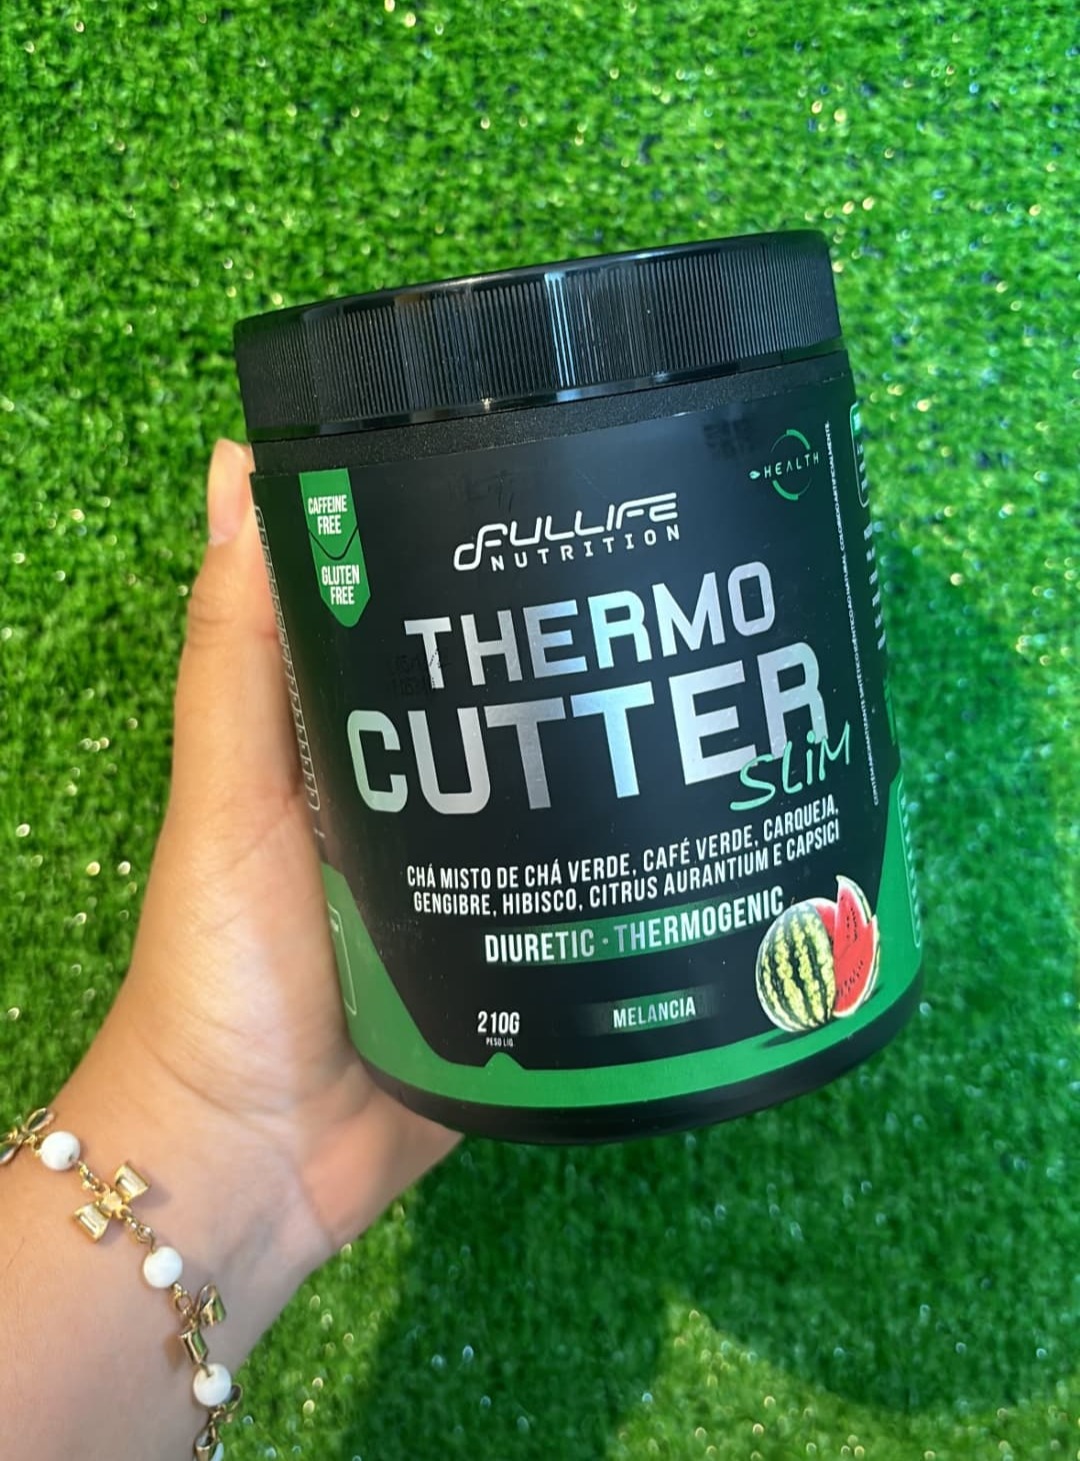 CAFFEINE
FREE
GLUTEN
FREE
HEALTH
FULLIFE
NUTRITION
THERMO
CUTTER
SLIM
CHÁ MISTO DE CHÁ VERDE, CAFÉ VERDE, CARQUEJA,
GENGIBRE, HIBISCO, CITRUS AURANTIUM E CAPSICI
DIURETIC · THERMOGENIC
210G
PESO LIQ.
MELANCIA